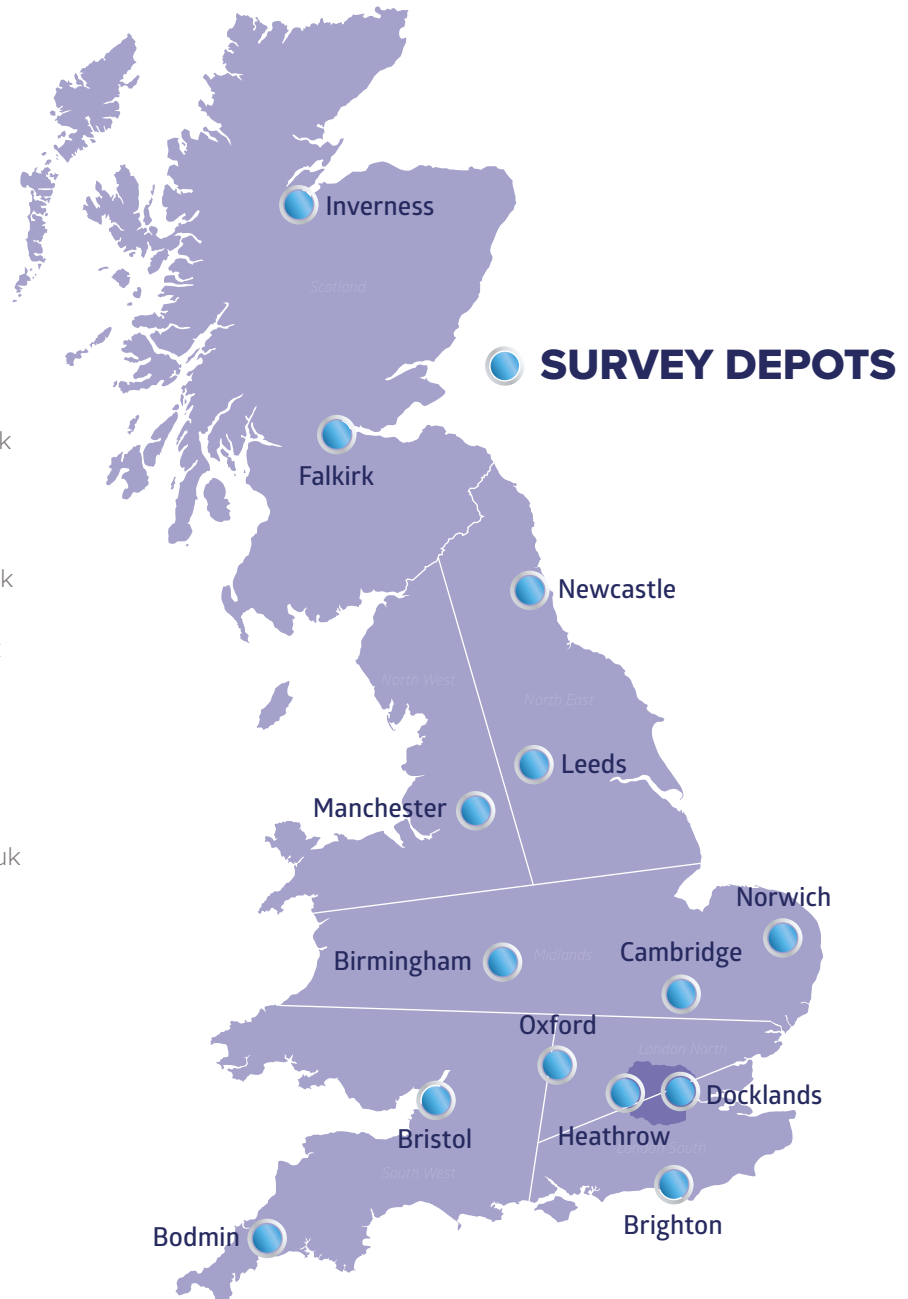 Inverness
Scotland
SURVEY DEPOTS
k
Falkirk
k
Newcastle
North West
North East
Leeds
Manchester
uk
Norwich
Cambridge
Birmingham
Midlands
Oxford
London North
Docklands
Bristol
Heathrow
London South
South West
Brighton
Bodmin